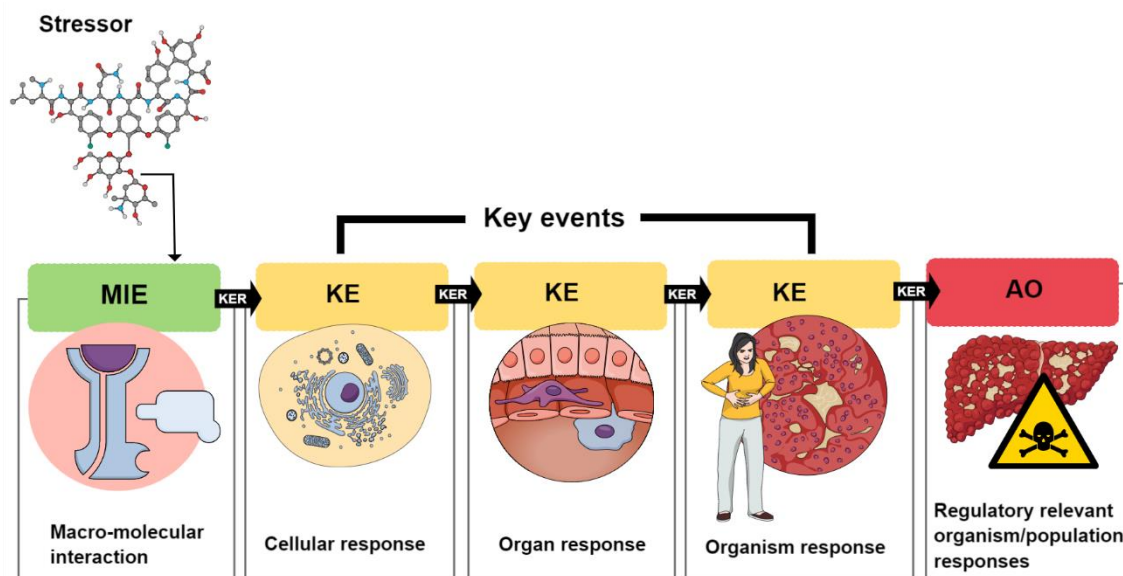 Stressor
Key events
MIE
KER
KE
KER
KE
KER
KE
KER
AO
Macro-molecular
interaction
Cellular response
Organ response
Organism response
Regulatory relevant
organism/population
responses